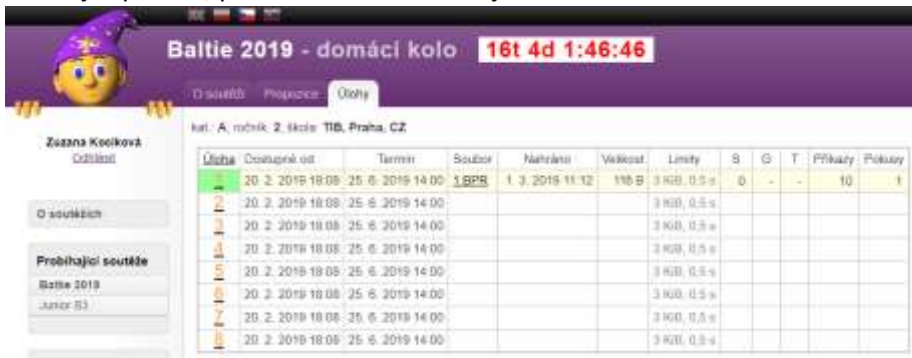 Baltie 2019 - domácí kolo 16t 4d 1:46:46
O soutěži Propozice Úlohy
kat.: A, ročník: 2, škola: TIB, Praha, CZ
Zuzana Kocíková
Odhlásit
O soutěžích
Probíhající soutěže
Baltie 2019
Junior B3
Úloha Dostupné od Termín Soubor Nahráno Velikost Limity S G T Příkazy Pokusy
1 20. 2. 2019 18:08 25. 6. 2019 14:00 1.BPR 1. 3. 2019 11:12 118 B 3 KiB, 0,5 s 0 - - 10 1
2 20. 2. 2019 18:08 25. 6. 2019 14:00 3 KiB, 0,5 s
3 20. 2. 2019 18:08 25. 6. 2019 14:00 3 KiB, 0,5 s
4 20. 2. 2019 18:08 25. 6. 2019 14:00 3 KiB, 0,5 s
5 20. 2. 2019 18:08 25. 6. 2019 14:00 3 KiB, 0,5 s
6 20. 2. 2019 18:08 25. 6. 2019 14:00 3 KiB, 0,5 s
7 20. 2. 2019 18:08 25. 6. 2019 14:00 3 KiB, 0,5 s
8 20. 2. 2019 18:08 25. 6. 2019 14:00 3 KiB, 0,5 s